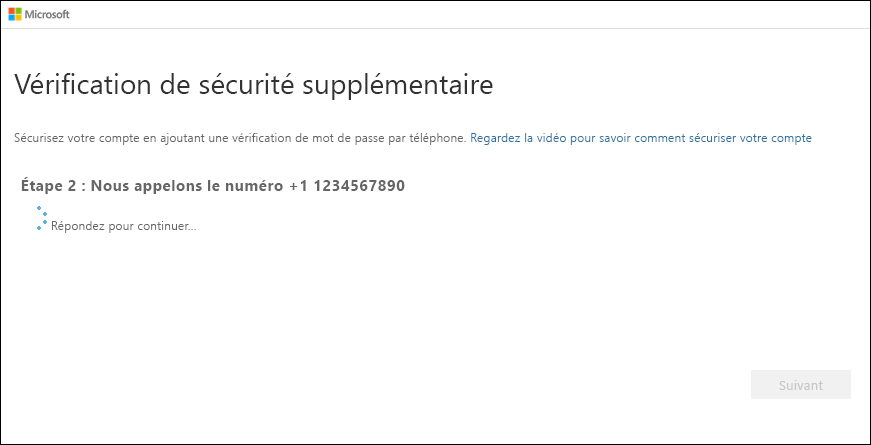 Microsoft
Vérification de sécurité supplémentaire
Sécurisez votre compte en ajoutant une vérification de mot de passe par téléphone. Regardez la vidéo pour savoir comment sécuriser votre compte
Étape 2 : Nous appelons le numéro +1 1234567890
Répondez pour continuer...
Suivant